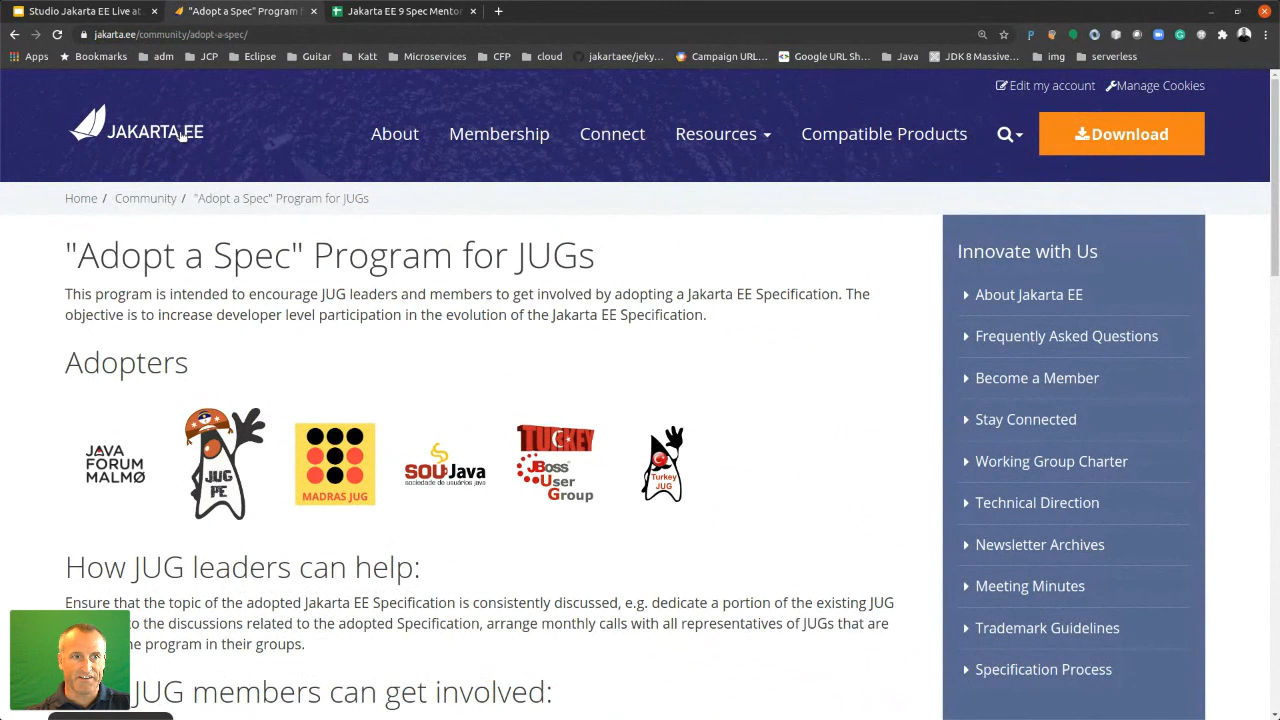 Studio Jakarta EE Live at
"Adopt a Spec" Program f
Jakarta EE 9 Spec Mentor
jakarta.ee/community/adopt-a-spec/
Apps
Bookmarks
adm
JCP
Eclipse
Guitar
Katt
Microservices
CFP
cloud
jakartaee/jeky...
Campaign URL...
Google URL Sh...
Java
JDK 8 Massive...
img
serverless
Edit my account
Manage Cookies
JAKARTA EE
About
Membership
Connect
Resources
Compatible Products
Download
Home / Community / "Adopt a Spec" Program for JUGs
"Adopt a Spec" Program for JUGs
This program is intended to encourage JUG leaders and members to get involved by adopting a Jakarta EE Specification. The
objective is to increase developer level participation in the evolution of the Jakarta EE Specification.
Adopters
JAVA
FORUM
MALMØ
JUG
PE
MADRAS JUG
SOUJava
sociedade de usuários java
TURKEY
JBoss
User
Group
Turkey
JUG
How JUG leaders can help:
Ensure that the topic of the adopted Jakarta EE Specification is consistently discussed, e.g. dedicate a portion of the existing JUG
to the discussions related to the adopted Specification, arrange monthly calls with all representatives of JUGs that are
e program in their groups.
JUG members can get involved:
Innovate with Us
About Jakarta EE
Frequently Asked Questions
Become a Member
Stay Connected
Working Group Charter
Technical Direction
Newsletter Archives
Meeting Minutes
Trademark Guidelines
Specification Process